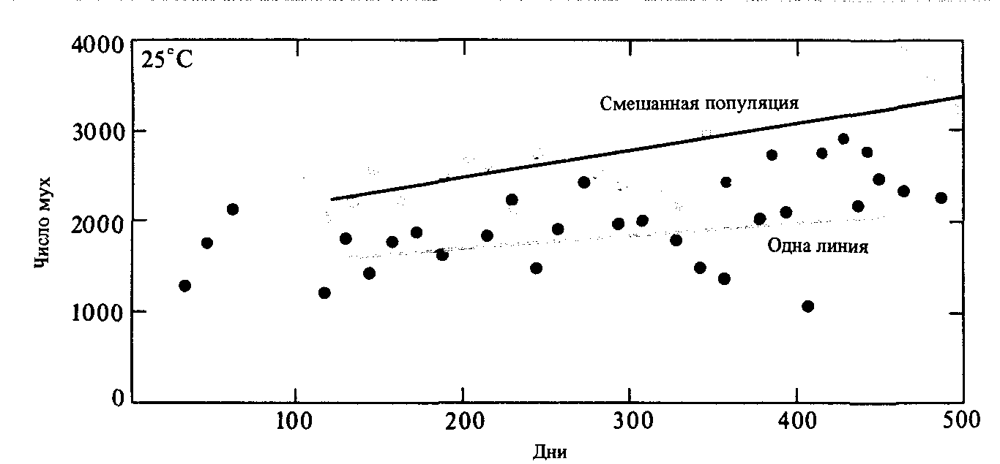 4000
25°C
Смешанная популяция
3000
Число мух
2000
Одна линия
1000
0
100
200
300
400
500
Дни